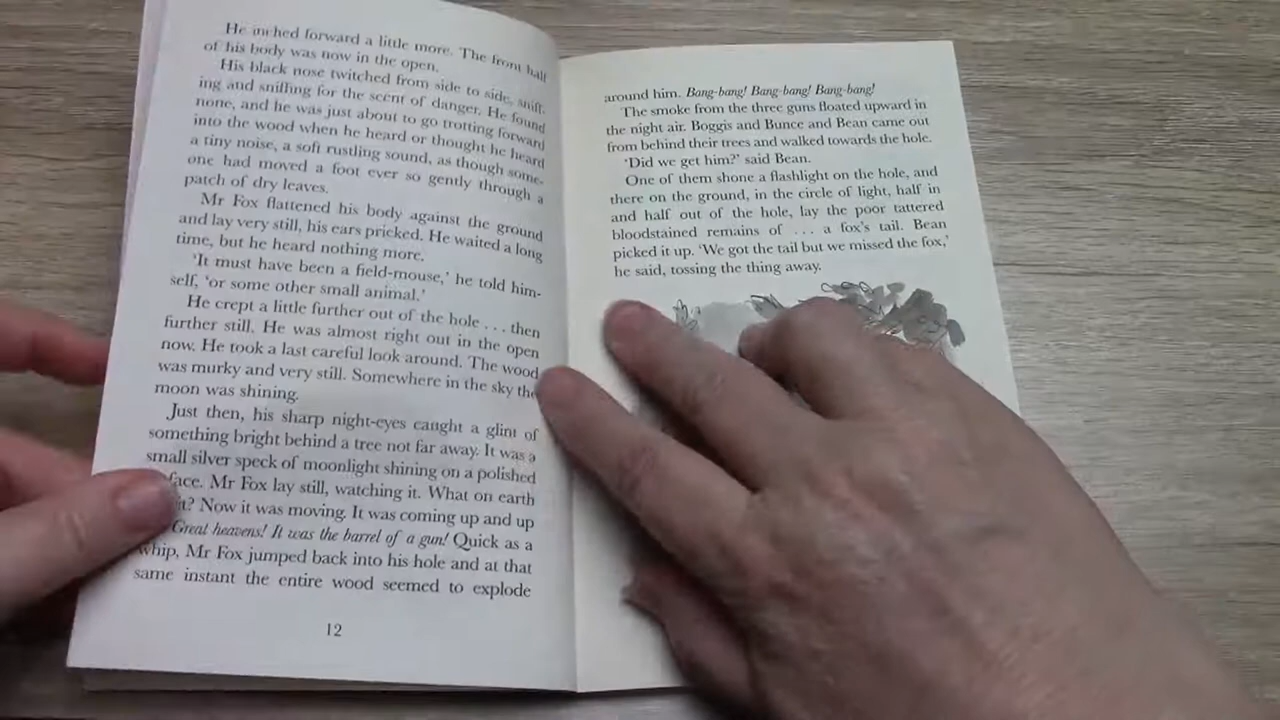 He inched forward a little more. The front half
of his body was now in the open.
His black nose twitched from side to side, sniff-
ing and sniffing for the scent of danger. He found
none, and he was just about to go trotting forward
into the wood when he heard or thought he heard
a tiny noise, a soft rustling sound, as though some-
one had moved a foot ever so gently through a
patch of dry leaves.
Mr Fox flattened his body against the ground
and lay very still, his ears pricked. He waited a long
time, but he heard nothing more.
'It must have been a field-mouse,' he told him-
self, 'or some other small animal.'
He crept a little further out of the hole . . . then
further still. He was almost right out in the open
now. He took a last careful look around. The wood
was murky and very still. Somewhere in the sky the
moon was shining.
Just then, his sharp night-eyes caught a glint of
something bright behind a tree not far away. It was a
small silver speck of moonlight shining on a polished
face. Mr Fox lay still, watching it. What on earth
it? Now it was moving. It was coming up and up
Great heavens! It was the barrel of a gun! Quick as a
whip, Mr Fox jumped back into his hole and at that
same instant the entire wood seemed to explode
12
around him. Bang-bang! Bang-bang! Bang-bang!
The smoke from the three guns floated upward in
the night air. Boggis and Bunce and Bean came out
from behind their trees and walked towards the hole.
'Did we get him?' said Bean.
One of them shone a flashlight on the hole, and
there on the ground, in the circle of light, half in
and half out of the hole, lay the poor tattered
bloodstained remains of . . . a fox's tail. Bean
picked it up. 'We got the tail but we missed the fox,'
he said, tossing the thing away.